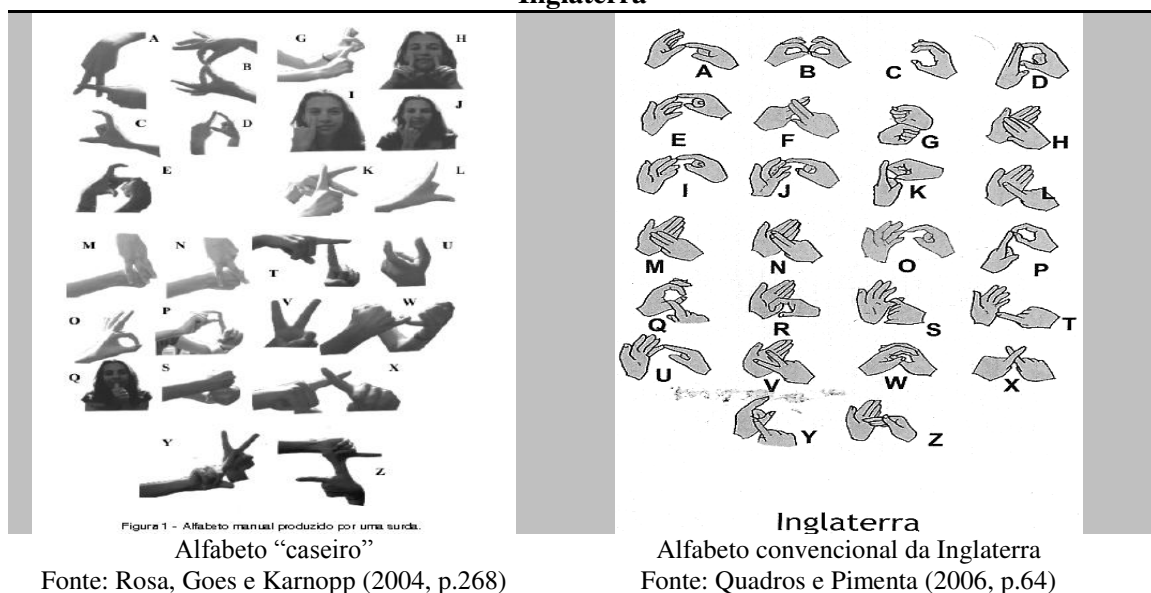 Inglaterra
A B G H
C D I J
E K L
M N T U
O P V W
Q S X
Y Z
Figura 1 - Alfabeto manual produzido por uma surda.
Alfabeto “caseiro”
Fonte: Rosa, Goes e Karnopp (2004, p.268)
A B C D
E F G H
I J K L
M N O P
Q R S T
U V W X
Y Z
Inglaterra
Alfabeto convencional da Inglaterra
Fonte: Quadros e Pimenta (2006, p.64)